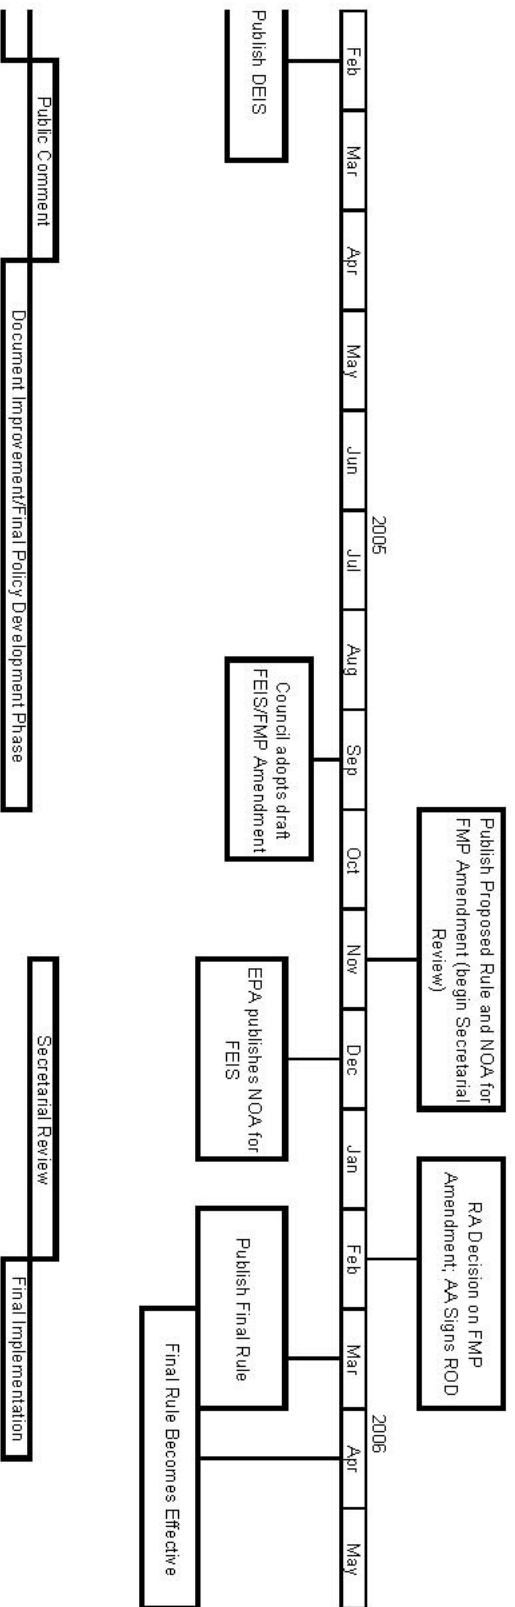 2005
2006
Feb
Mar
Apr
May
Jun
Jul
Aug
Sep
Oct
Nov
Dec
Jan
Feb
Mar
Apr
May
Publish Proposed Rule and NOA for
FMP Amendment (begin Secretarial
Review)
RA Decision on FMP
Amendment; AA Signs ROD
Publish DEIS
Council adopts draft
FEIS/FMP Amendment
EPA publishes NOA for
FEIS
Publish Final Rule
Final Rule Becomes Effective
Public Comment
Secretarial Review
Document Improvement/Final Policy Development Phase
Final Implementation